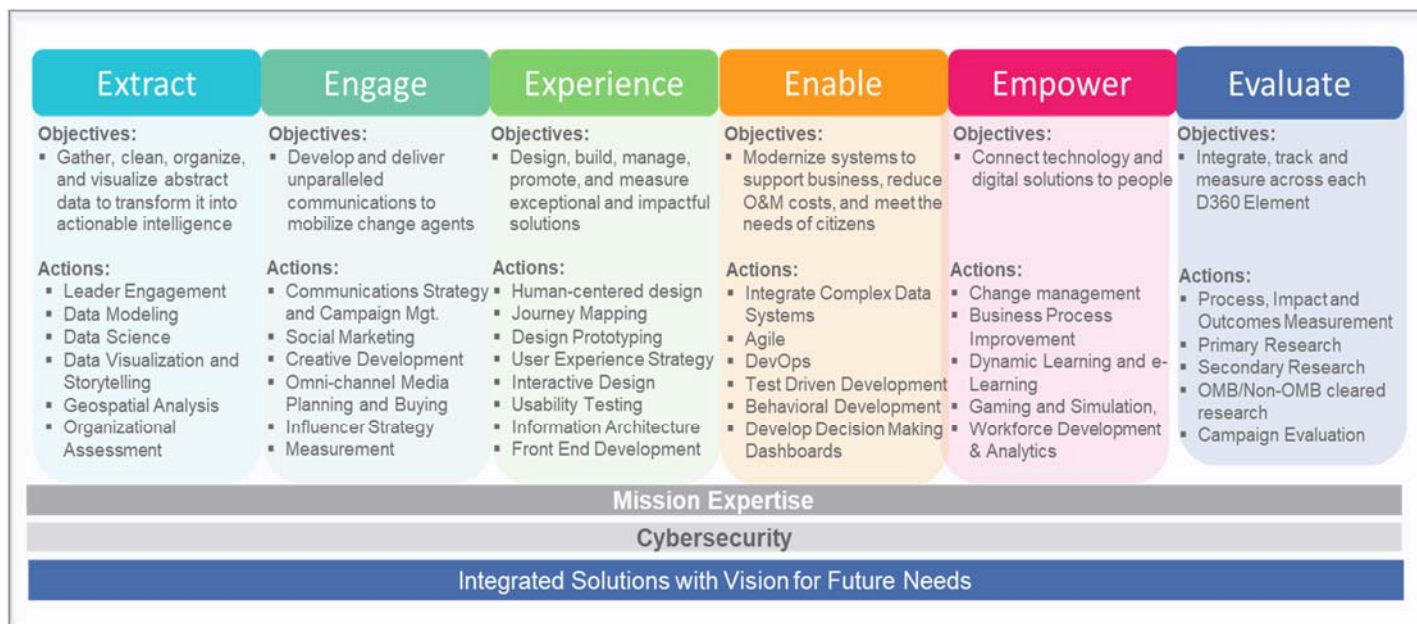 Extract
Objectives:
▪ Gather, clean, organize,
and visualize abstract
data to transform it into
actionable intelligence
Actions:
▪ Leader Engagement
▪ Data Modeling
▪ Data Science
▪ Data Visualization and
Storytelling
▪ Geospatial Analysis
▪ Organizational
Assessment
Engage
Objectives:
▪ Develop and deliver
unparalleled
communications to
mobilize change agents
Actions:
▪ Communications Strategy
and Campaign Mgt.
▪ Social Marketing
▪ Creative Development
▪ Omni-channel Media
Planning and Buying
▪ Influencer Strategy
▪ Measurement
Experience
Objectives:
▪ Design, build, manage,
promote, and measure
exceptional and impactful
solutions
Actions:
▪ Human-centered design
▪ Journey Mapping
▪ Design Prototyping
▪ User Experience Strategy
▪ Interactive Design
▪ Usability Testing
▪ Information Architecture
▪ Front End Development
Enable
Objectives:
▪ Modernize systems to
support business, reduce
O&M costs, and meet the
needs of citizens
Actions:
▪ Integrate Complex Data
Systems
▪ Agile
▪ DevOps
▪ Test Driven Development
▪ Behavioral Development
▪ Develop Decision Making
Dashboards
Empower
Objectives:
▪ Connect technology and
digital solutions to people
Actions:
▪ Change management
▪ Business Process
Improvement
▪ Dynamic Learning and e-
Learning
▪ Gaming and Simulation,
▪ Workforce Development
& Analytics
Evaluate
Objectives:
▪ Integrate, track and
measure across each
D360 Element
Actions:
▪ Process, Impact and
Outcomes Measurement
▪ Primary Research
▪ Secondary Research
▪ OMB/Non-OMB cleared
research
▪ Campaign Evaluation
Mission Expertise
Cybersecurity
Integrated Solutions with Vision for Future Needs